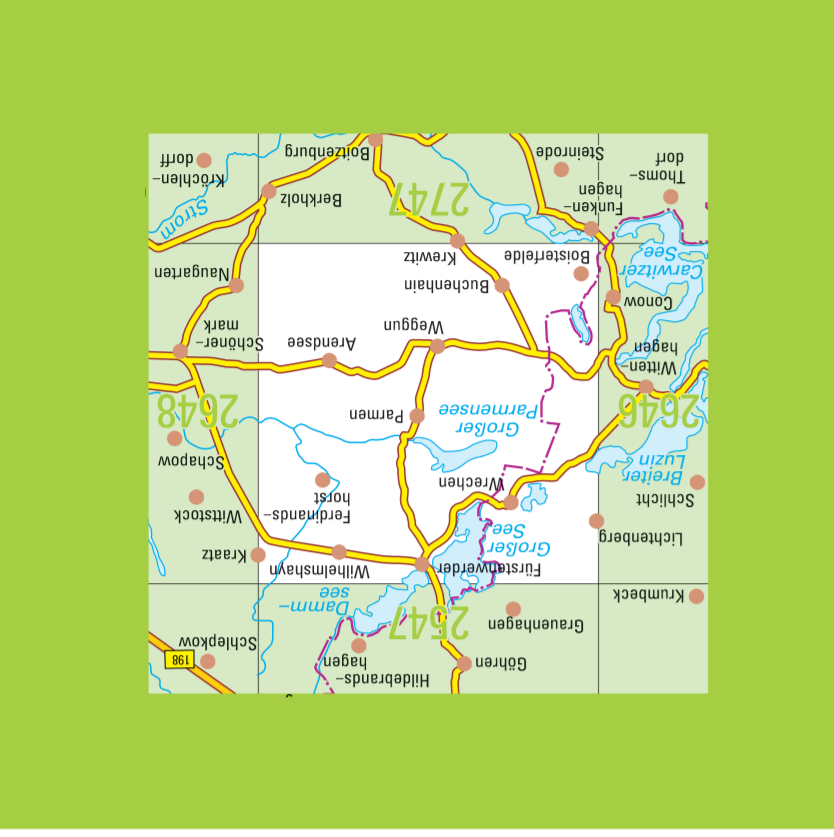 Göhren
Hildebrands-
hagen
Schlepkow
198
Grauenhagen
2547
Krumbeck
Damm-
see
Fürstenwerder
Wilhelmshayn
Kraatz
Großer
See
Lichtenberg
Ferdinands-
horst
Wittstock
Schlicht
Wrechen
Breiter
Luzin
Schapow
Großer
Parmensee
Parmen
2646
2648
Witten-
hagen
Weggun
Arendsee
Schöner-
mark
Conow
Buchenhain
Naugarten
Carwitzer
See
Boisterfelde
Krewitz
Funken-
hagen
2747
Berkholz
Strom
Thoms-
dorf
Steinrode
Boitzenburg
Kröchlen-
dorf